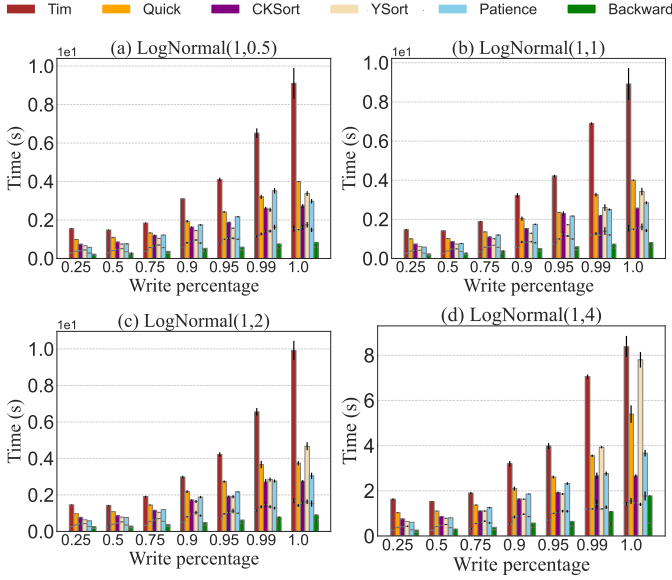 Tim Quick CKSort YSort Patience Backward
1e1 (a) LogNormal(1,0.5)
1.0
0.8
0.6
0.4
0.2
0.0
Time (s)
0.25 0.5 0.75 0.9 0.95 0.99 1.0
Write percentage
1e1 (b) LogNormal(1,1)
1.0
0.8
0.6
0.4
0.2
0.0
Time (s)
0.25 0.5 0.75 0.9 0.95 0.99 1.0
Write percentage
1e1 (c) LogNormal(1,2)
1.0
0.8
0.6
0.4
0.2
0.0
Time (s)
0.25 0.5 0.75 0.9 0.95 0.99 1.0
Write percentage
(d) LogNormal(1,4)
8
6
4
2
0
Time (s)
0.25 0.5 0.75 0.9 0.95 0.99 1.0
Write percentage